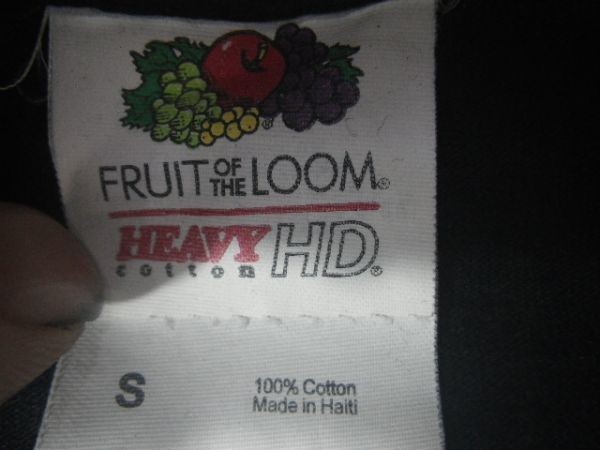 FRUIT OF THE LOOM®
HEAVY cotton HD®
S
100% Cotton
Made in Haiti